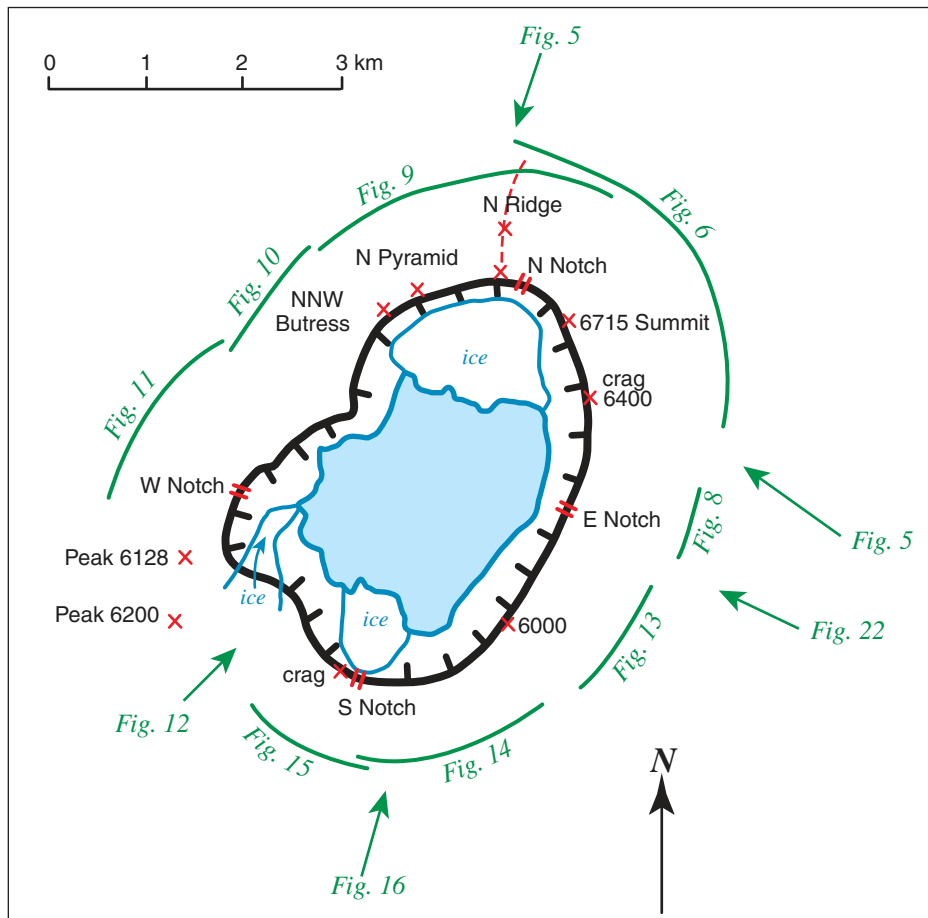 Fig. 5
0 1 2 3 km
Fig. 9
Fig. 6
N Ridge
Fig. 10
N Pyramid
N Notch
NNW
Butress
6715 Summit
ice
crag
6400
Fig. 11
W Notch
E Notch
Fig. 8
Fig. 5
Peak 6128
ice
Peak 6200
ice
6000
Fig. 13
Fig. 22
crag
S Notch
Fig. 12
Fig. 15
Fig. 14
N
Fig. 16